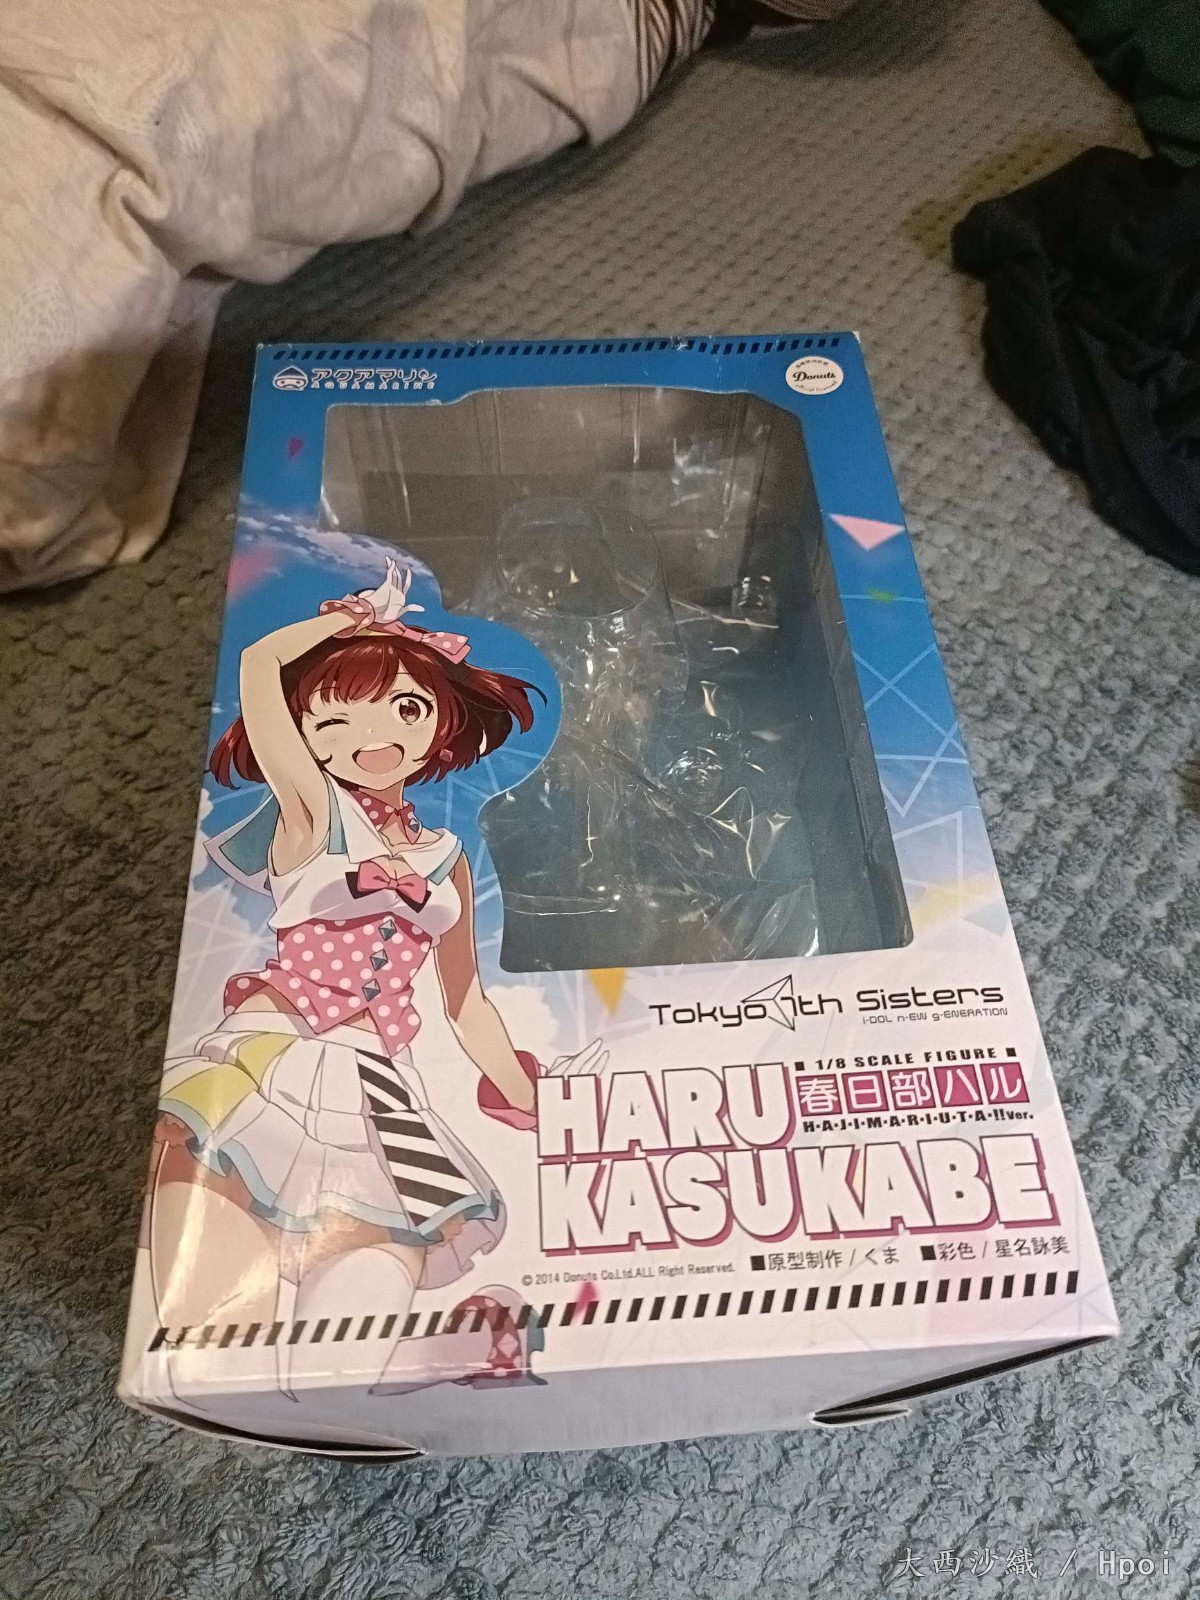 アクアマリン
AQUAMARINE
Donuts
Tokyo 7th Sisters
i-DOL n-EW g-ENERATION
■ 1/8 SCALE FIGURE ■
春日部ハル
H・A・J・I・M・A・R・I・U・T・A・!!Ver.
HARU
KASUKABE
■原型制作 / くま ■彩色 / 星名詠美
© 2014 Donuts Co.Ltd.ALL Right Reserved.
大西沙織 / Hpoi